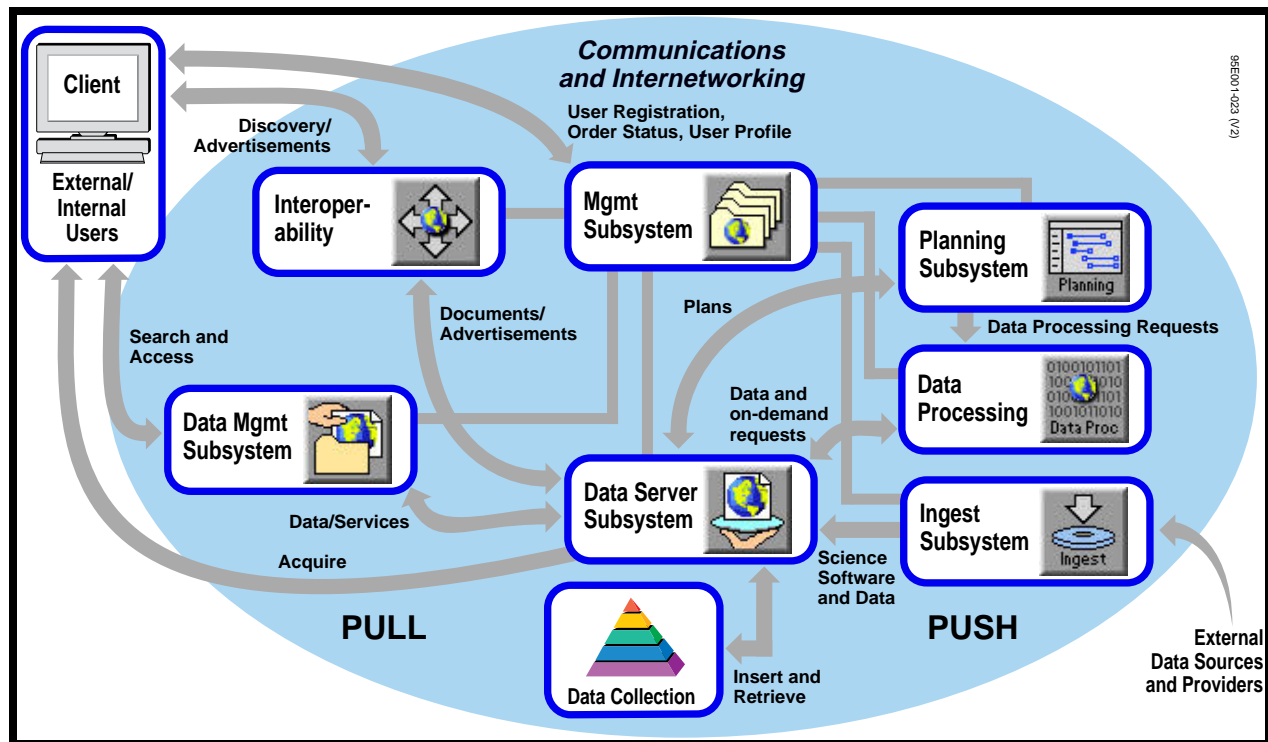 Client
External/
Internal
Users
Communications
and Internetworking
95E001-023 (V2)
User Registration,
Order Status, User Profile
Discovery/
Advertisements
Interoper-
ability
Mgmt
Subsystem
Planning
Subsystem
Planning
Plans
Documents/
Advertisements
Data Processing Requests
Search and
Access
Data
Processing
0100101101
Data Proc
Data and
on-demand
requests
Data Mgmt
Subsystem
Data Server
Subsystem
Ingest
Subsystem
Ingest
Data/Services
Acquire
Science
Software
and Data
PULL
PUSH
Data Collection
Insert and
Retrieve
External
Data Sources
and Providers